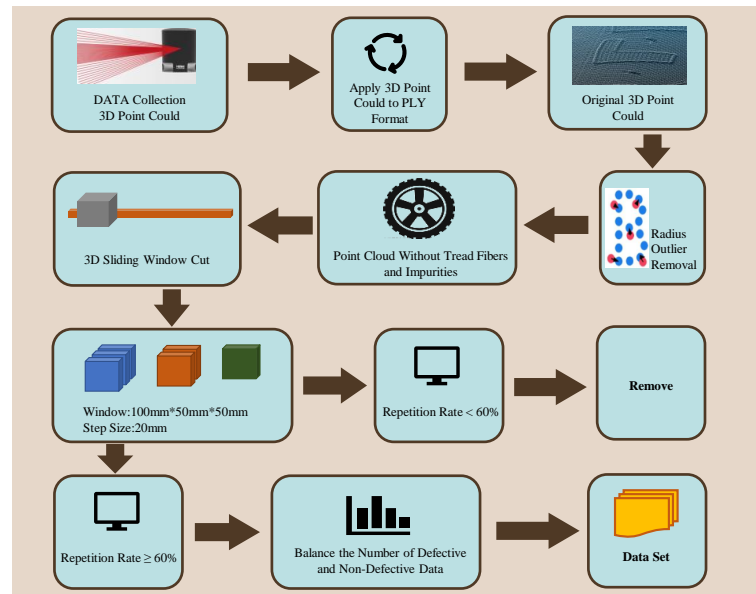 DATA Collection
3D Point Could
Apply 3D Point
Could to PLY
Format
Original 3D Point
Could
3D Sliding Window Cut
Point Cloud Without Tread Fibers
and Impurities
Radius
Outlier
Removal
Window:100mm*50mm*50mm
Step Size:20mm
Repetition Rate < 60%
Remove
Repetition Rate ≥ 60%
Balance the Number of Defective
and Non-Defective Data
Data Set